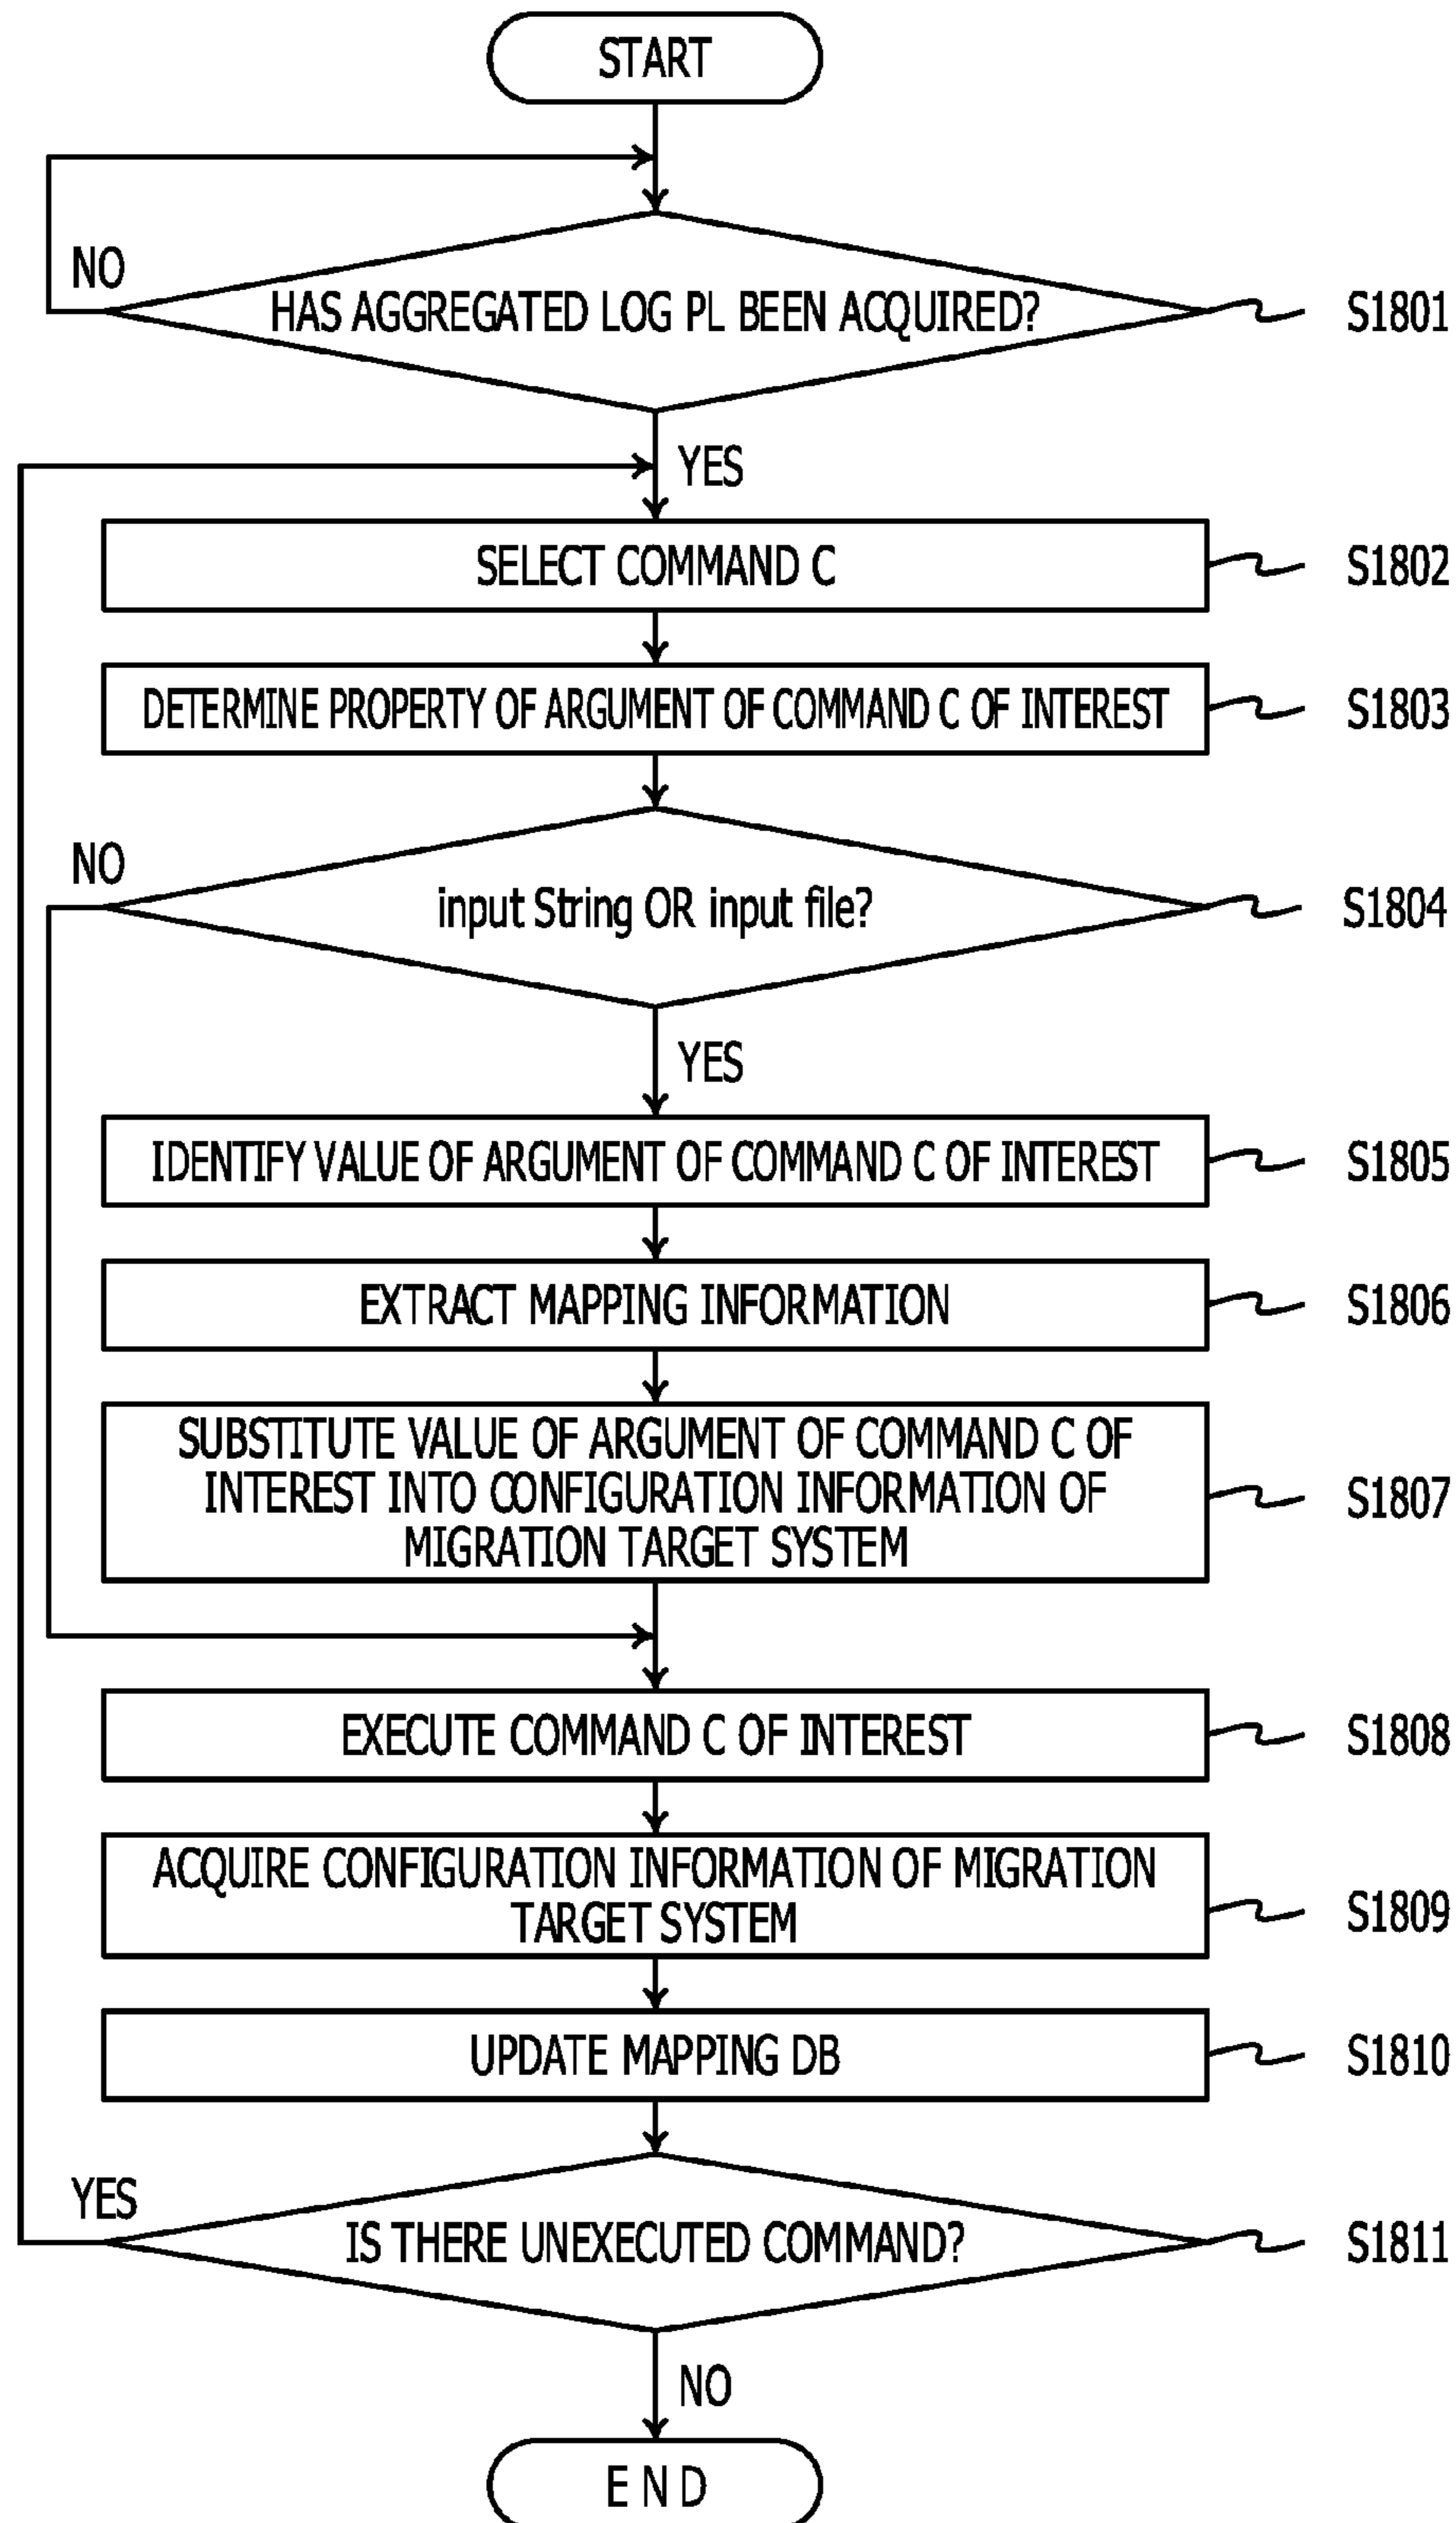 START
NO
HAS AGGREGATED LOG PL BEEN ACQUIRED?
S1801
YES
SELECT COMMAND C
S1802
DETERMINE PROPERTY OF ARGUMENT OF COMMAND C OF INTEREST
S1803
NO
input String OR input file?
S1804
YES
IDENTIFY VALUE OF ARGUMENT OF COMMAND C OF INTEREST
S1805
EXTRACT MAPPING INFORMATION
S1806
SUBSTITUTE VALUE OF ARGUMENT OF COMMAND C OF
INTEREST INTO CONFIGURATION INFORMATION OF
MIGRATION TARGET SYSTEM
S1807
EXECUTE COMMAND C OF INTEREST
S1808
ACQUIRE CONFIGURATION INFORMATION OF MIGRATION
TARGET SYSTEM
S1809
UPDATE MAPPING DB
S1810
YES
IS THERE UNEXECUTED COMMAND?
S1811
NO
END